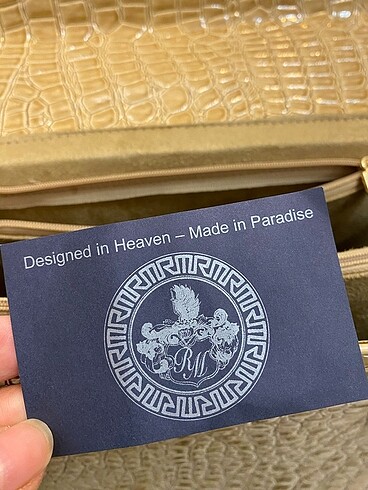 Designed in Heaven – Made in Paradise
RM